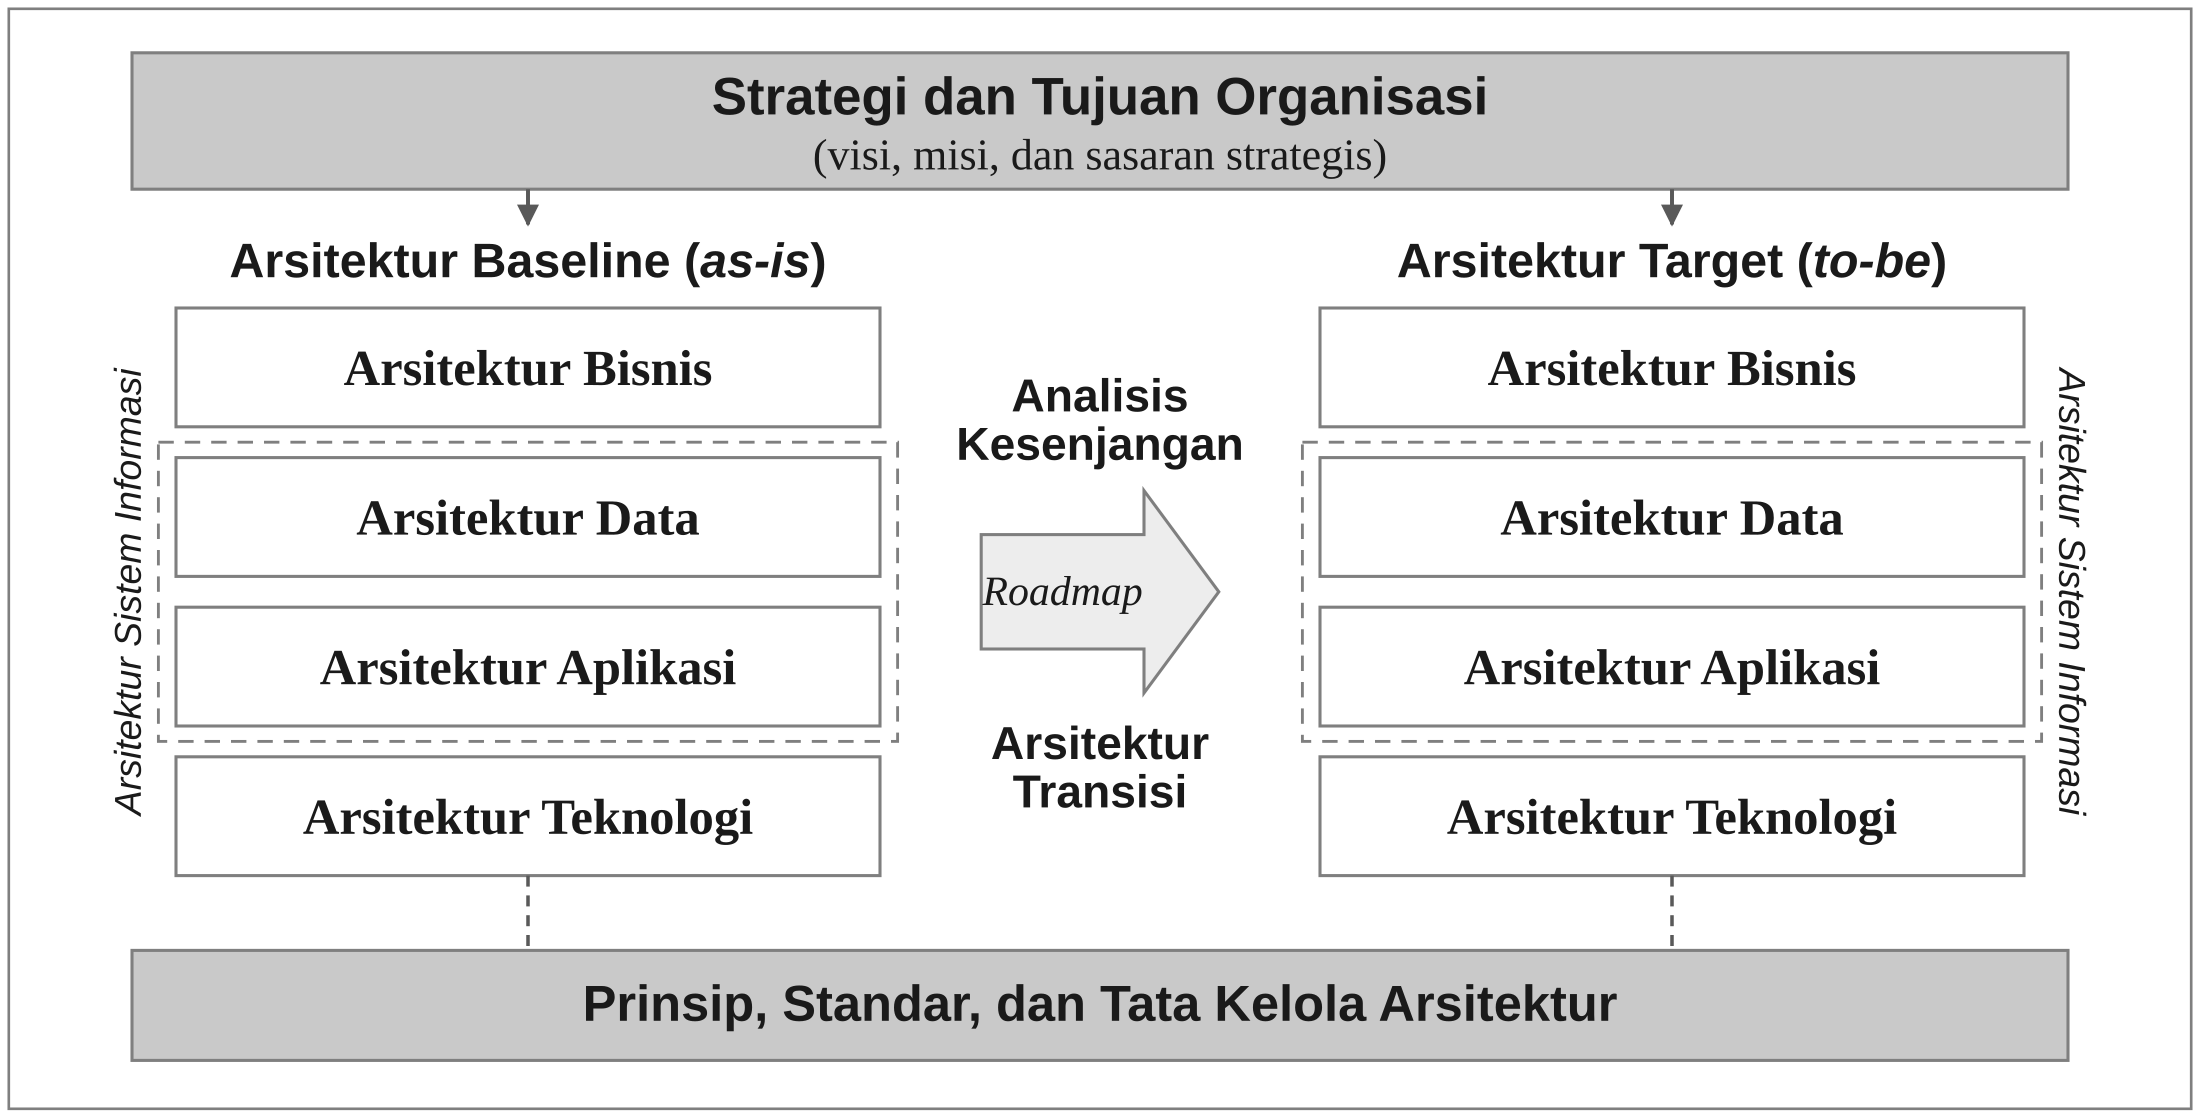 Strategi dan Tujuan Organisasi
(visi, misi, dan sasaran strategis)
Arsitektur Baseline (as-is)
Arsitektur Sistem Informasi
Arsitektur Bisnis
Arsitektur Data
Arsitektur Aplikasi
Arsitektur Teknologi
Analisis
Kesenjangan
Roadmap
Arsitektur
Transisi
Arsitektur Target (to-be)
Arsitektur Bisnis
Arsitektur Data
Arsitektur Aplikasi
Arsitektur Teknologi
Arsitektur Sistem Informasi
Prinsip, Standar, dan Tata Kelola Arsitektur